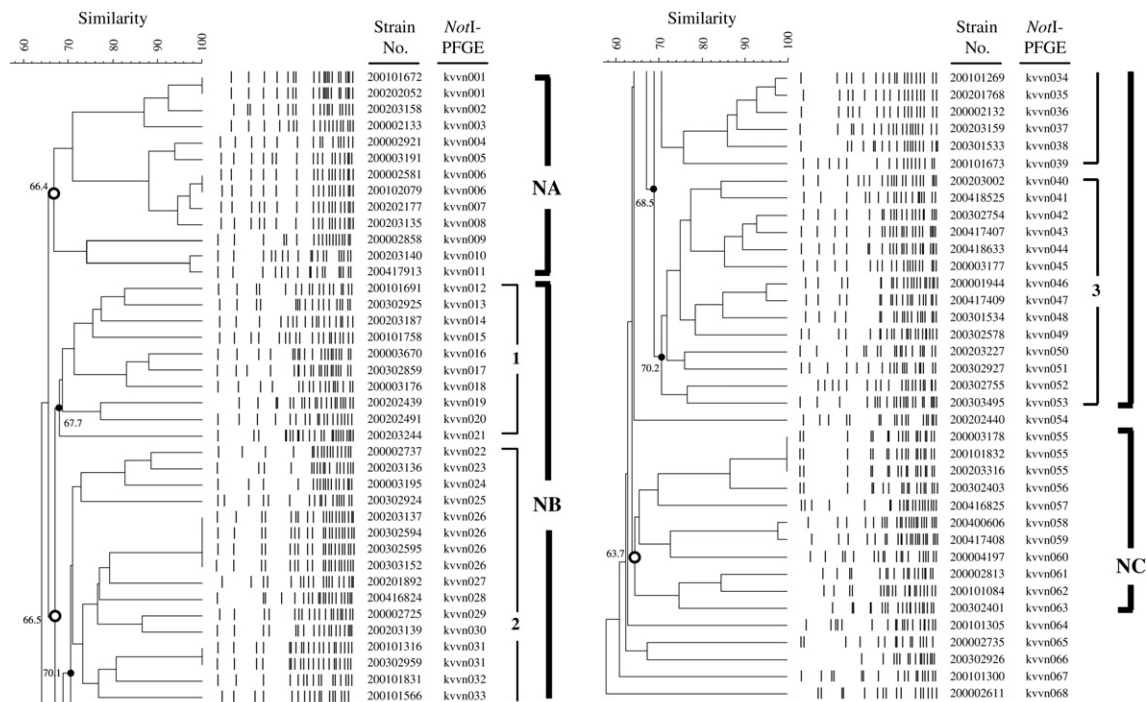 Similarity
60
70
80
90
100
Strain No.
NotI-PFGE
200101672 kvvn001
200202052 kvvn001
200203158 kvvn002
200002133 kvvn003
200002921 kvvn004
200003191 kvvn005
200002581 kvvn006
200102079 kvvn006
200202177 kvvn007
200203135 kvvn008
200002858 kvvn009
200203140 kvvn010
200417913 kvvn011
200101691 kvvn012
200302925 kvvn013
200203187 kvvn014
200101758 kvvn015
200003670 kvvn016
200302859 kvvn017
200003176 kvvn018
200202439 kvvn019
200202491 kvvn020
200203244 kvvn021
200002737 kvvn022
200203136 kvvn023
200003195 kvvn024
200302924 kvvn025
200203137 kvvn026
200302594 kvvn026
200302595 kvvn026
200303152 kvvn026
200201892 kvvn027
200416824 kvvn028
200002725 kvvn029
200203139 kvvn030
200101316 kvvn031
200302959 kvvn031
200101831 kvvn032
200101566 kvvn033
66.4
67.7
66.5
70.1
NA
1
NB
2
Similarity
60
70
80
90
100
Strain No.
NotI-PFGE
200101269 kvvn034
200201768 kvvn035
200002132 kvvn036
200203159 kvvn037
200301533 kvvn038
200101673 kvvn039
200203002 kvvn040
200418525 kvvn041
200302754 kvvn042
200417407 kvvn043
200418633 kvvn044
200003177 kvvn045
200001944 kvvn046
200417409 kvvn047
200301534 kvvn048
200302578 kvvn049
200203227 kvvn050
200302927 kvvn051
200302755 kvvn052
200303495 kvvn053
200202440 kvvn054
200003178 kvvn055
200101832 kvvn055
200203316 kvvn055
200302403 kvvn056
200416825 kvvn057
200400606 kvvn058
200417408 kvvn059
200004197 kvvn060
200002813 kvvn061
200101084 kvvn062
200302401 kvvn063
200101305 kvvn064
200002735 kvvn065
200302926 kvvn066
200101300 kvvn067
200002611 kvvn068
68.5
70.2
63.7
3
NC